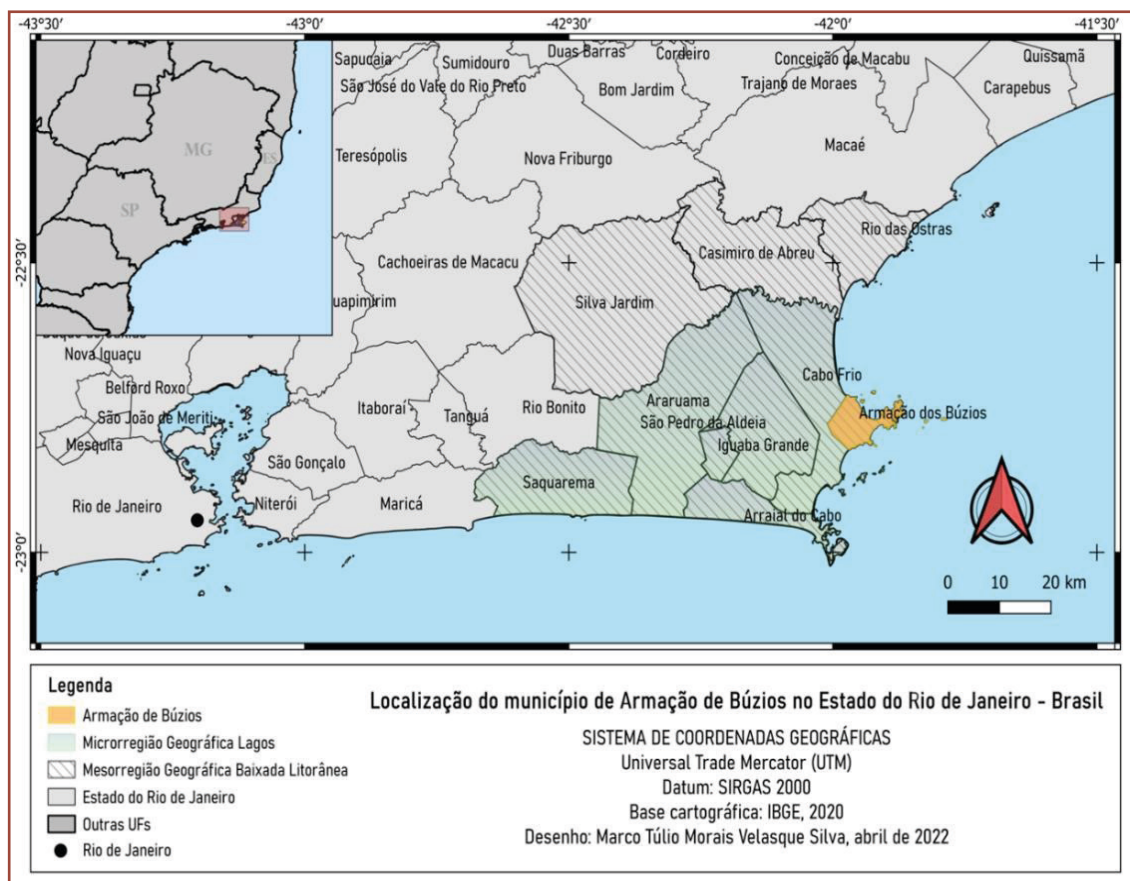 -43°30'
-43°0'
-42°30'
-42°0'
-41°30'
Sapucaia
Sumidouro
Duas Barras
Cordeiro
Conceição de Macabu
Quissamã
São José do Vale do Rio Preto
Bom Jardim
Trajano de Moraes
Carapebus
MG
ES
SP
Teresópolis
Nova Friburgo
Macaé
-22°30'
Cachoeiras de Macacu
Casimiro de Abreu
Rio das Ostras
uapimirim
Silva Jardim
Nova Iguaçu
Belford Roxo
São João de Meriti
Mesquita
Itaboraí
Tanguá
Rio Bonito
Araruama
Cabo Frio
São Pedro da Aldeia
Armação dos Búzios
Iguaba Grande
São Gonçalo
Saquarema
Rio de Janeiro
Niterói
Maricá
Arraial do Cabo
-23°0'
0 10 20 km
Legenda
Armação de Búzios
Microrregião Geográfica Lagos
Mesorregião Geográfica Baixada Litorânea
Estado do Rio de Janeiro
Outras UFs
Rio de Janeiro
Localização do município de Armação de Búzios no Estado do Rio de Janeiro - Brasil
SISTEMA DE COORDENADAS GEOGRÁFICAS
Universal Trade Mercator (UTM)
Datum: SIRGAS 2000
Base cartográfica: IBGE, 2020
Desenho: Marco Túlio Morais Velasque Silva, abril de 2022